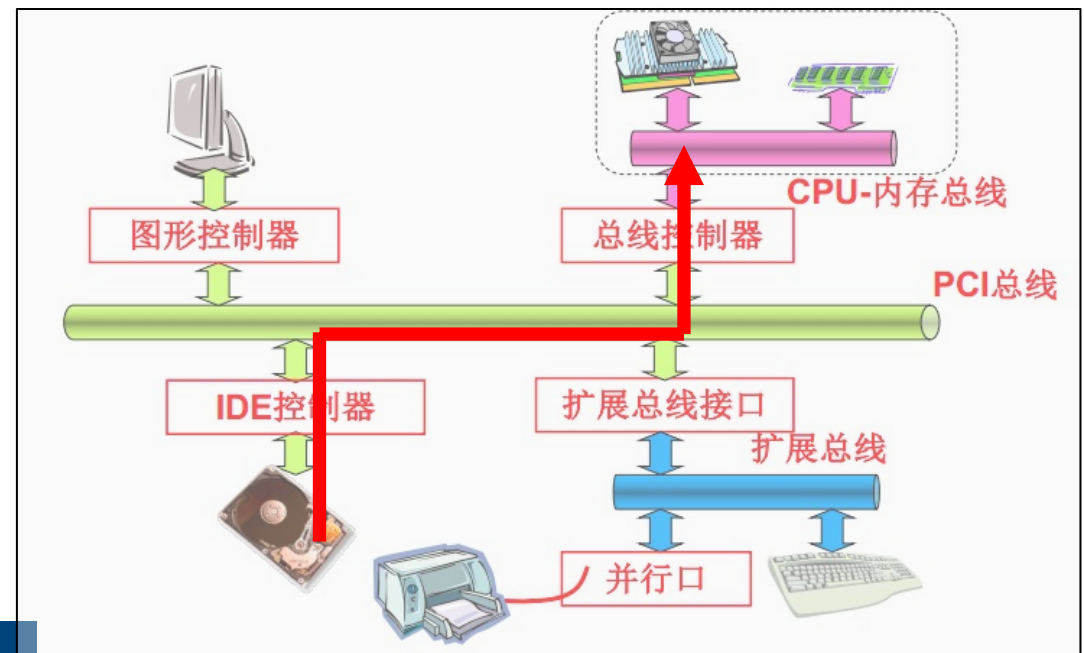 CPU-内存总线
图形控制器
总线控制器
PCI总线
IDE控制器
扩展总线接口
扩展总线
并行口